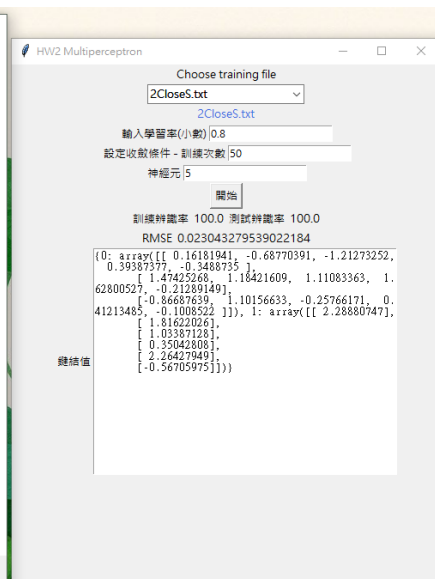 HW2 Multiperceptron
Choose training file
2CloseS.txt
2CloseS.txt
輸入學習率(小數) 0.8
設定收斂條件 - 訓練次數 50
神經元 5
開始
訓練辨識率 100.0 測試辨識率 100.0
RMSE 0.023043279539022184
鍵結值
{0: array([[ 0.16181941, -0.68770391, -1.21273252,
0.39387377, -0.3488735 ],
[ 1.47425268, 1.18421609, 1.11083363, 1.
62800527, -0.21289149],
[-0.86687639, 1.10156633, -0.25766171, 0.
41213485, -0.1008522 ]]), 1: array([[ 2.28880747],
[ 1.81622026],
[ 1.03387128],
[ 0.35042808],
[ 2.26427949],
[-0.56705975]])}